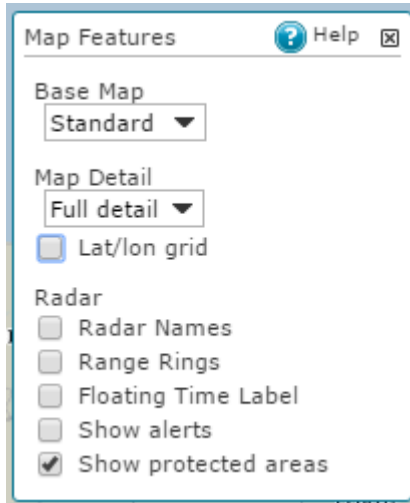 Map Features Help
Base Map
Standard
Map Detail
Full detail
Lat/lon grid
Radar
Radar Names
Range Rings
Floating Time Label
Show alerts
Show protected areas